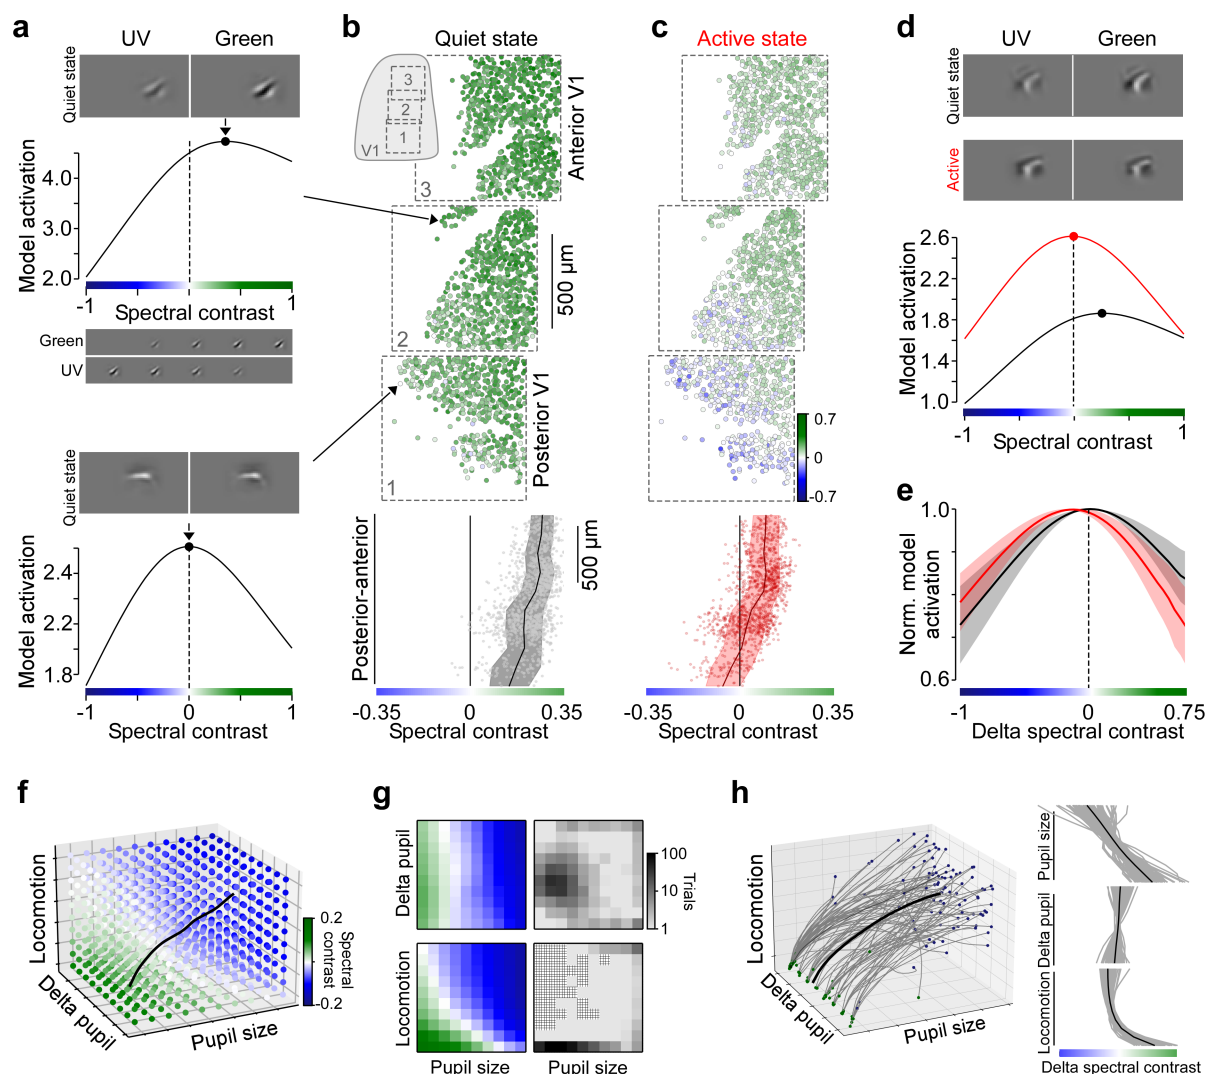 a
UV
Green
Quiet state
Model activation
4.0
3.0
2.0
-1
1
Spectral contrast
Green
UV
Quiet state
Model activation
2.4
2.2
1.8
-1
0
1
Spectral contrast
b
Quiet state
V1
3
2
1
3
Anterior V1
2
500 µm
1
Posterior V1
Posterior-anterior
500 µm
-0.35
0
0.35
Spectral contrast
c
Active state
0.7
0
-0.7
-0.35
0
0.35
Spectral contrast
d
UV
Green
Quiet state
Active
Model activation
2.6
2.2
1.8
1.4
1.0
-1
0
1
Spectral contrast
e
Norm. model
activation
1.0
0.6
-1
0
0.75
Delta spectral contrast
f
Locomotion
Delta pupil
Pupil size
0.2
-0.2
Spectral
contrast
g
Delta pupil
Locomotion
Pupil size
Pupil size
100
10
1
Trials
h
Locomotion
Delta pupil
Pupil size
Pupil size
Delta pupil
Locomotion
Delta spectral contrast